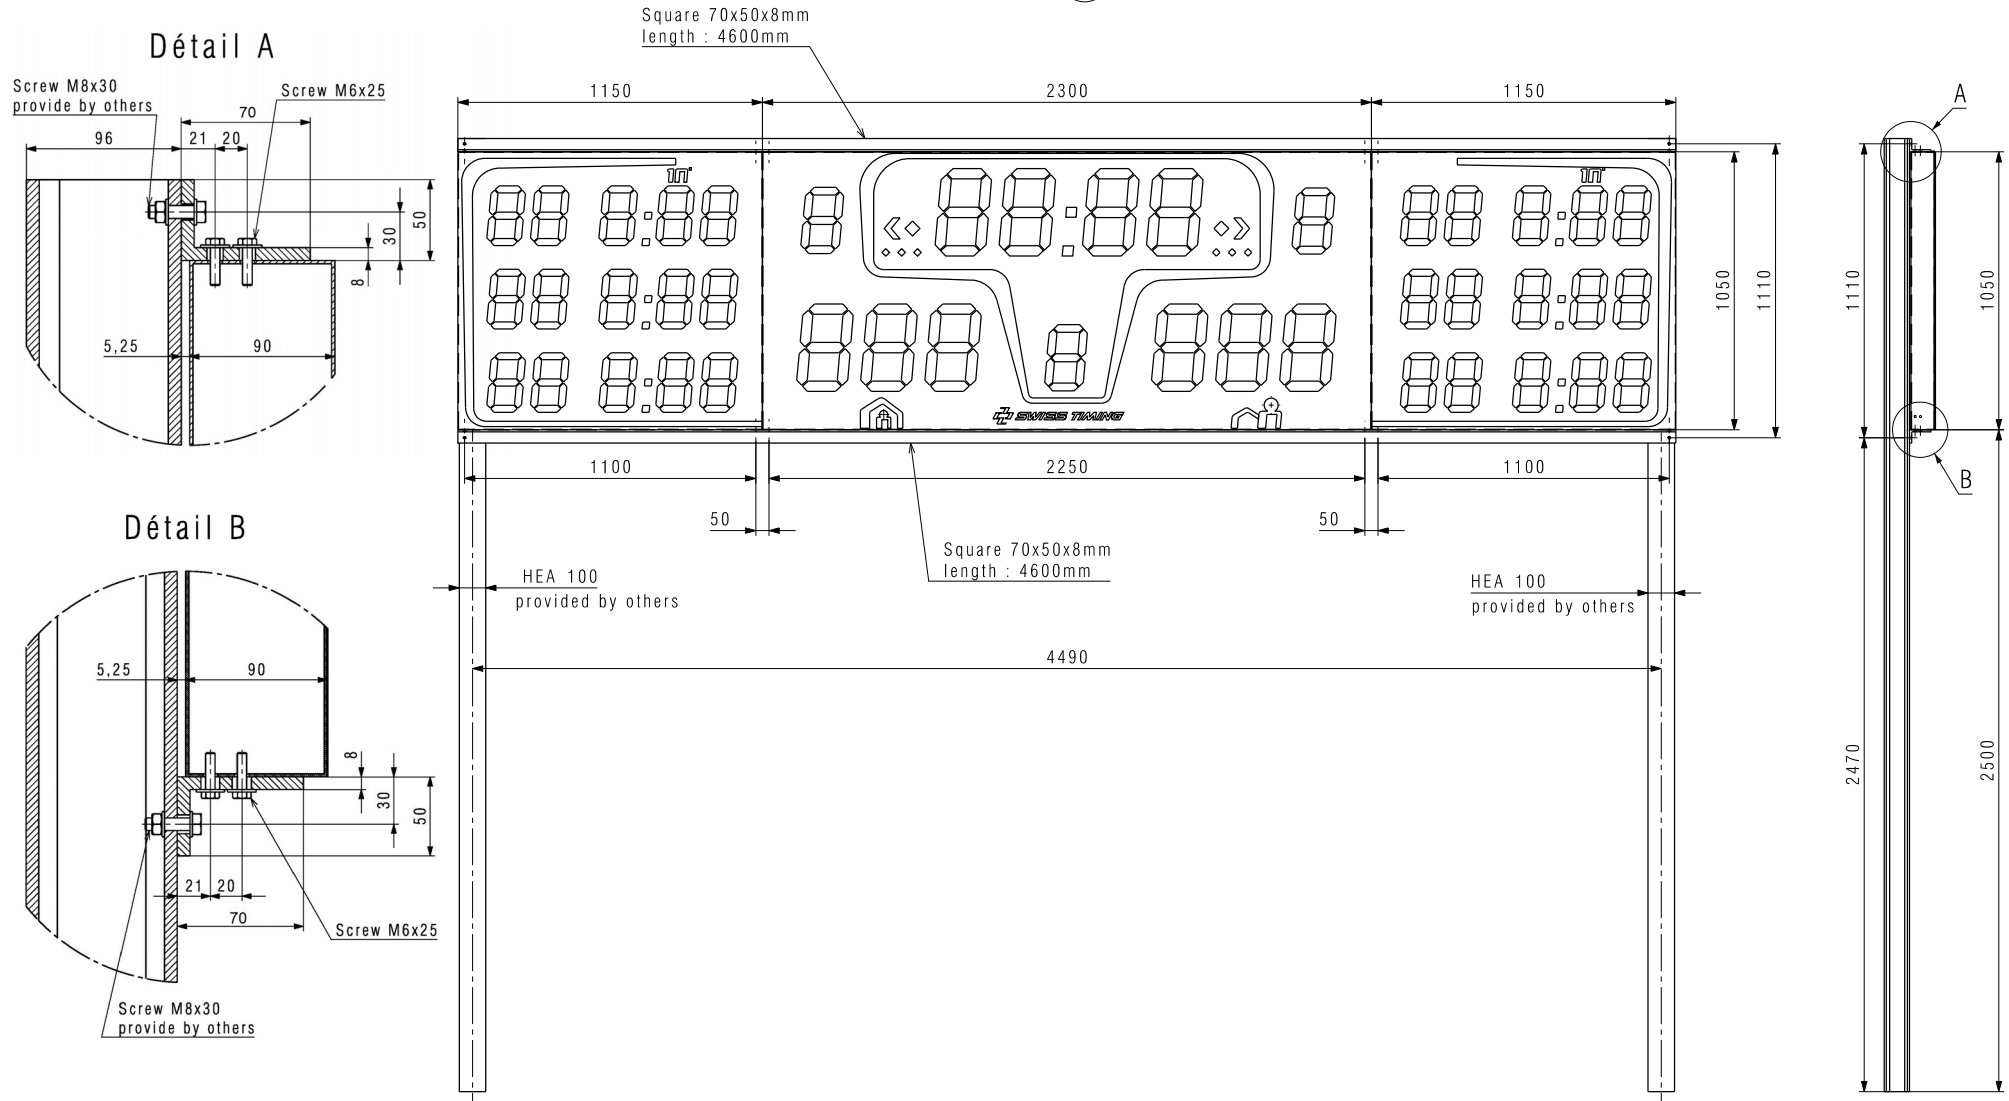 Square 70x50x8mm
length : 4600mm
Détail A
Screw M8x30
provide by others
Screw M6x25
70
96
21
20
50
30
8
5,25
90
1150
2300
1150
10"
10"
SWISS TIMING
1050
1110
1100
2250
1100
50
50
Square 70x50x8mm
length : 4600mm
HEA 100
provided by others
HEA 100
provided by others
4490
A
1110
1050
B
2470
2500
Détail B
5,25
90
8
30
50
21
20
70
Screw M6x25
Screw M8x30
provide by others